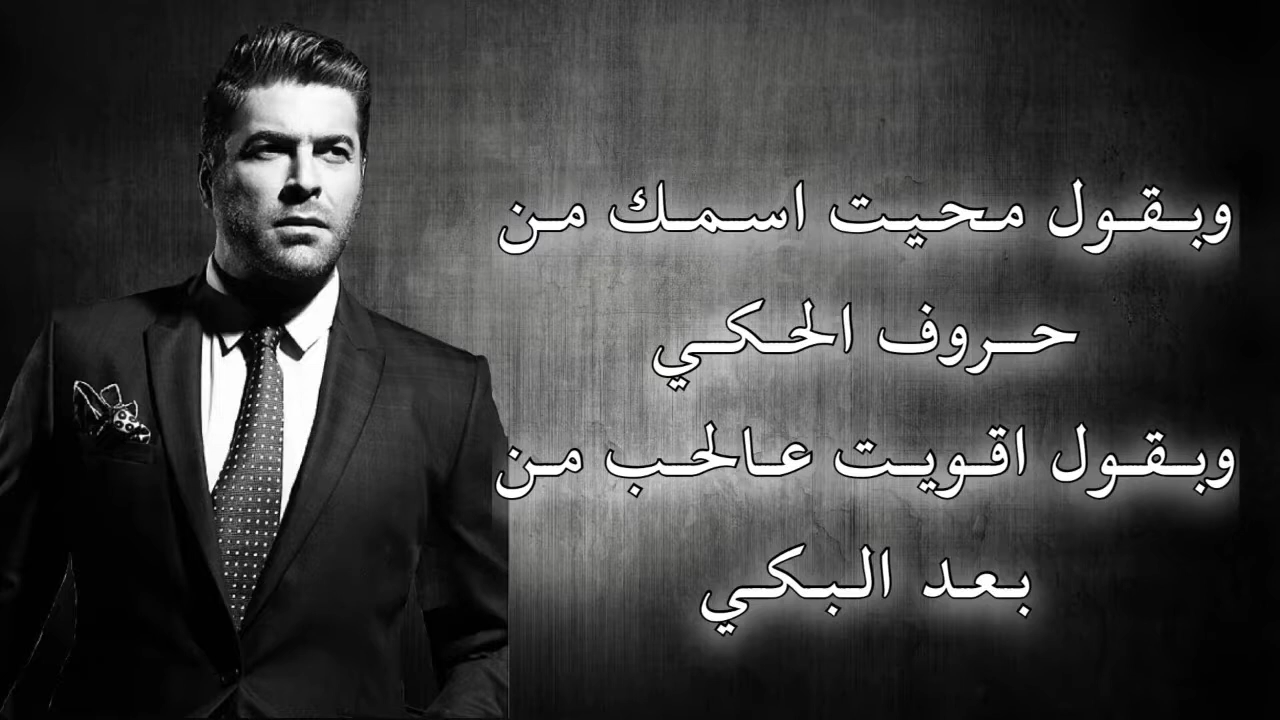 وبقول محيت اسمك من
حروف الحكي
وبقول اقويت عالحب من
بعد البكي